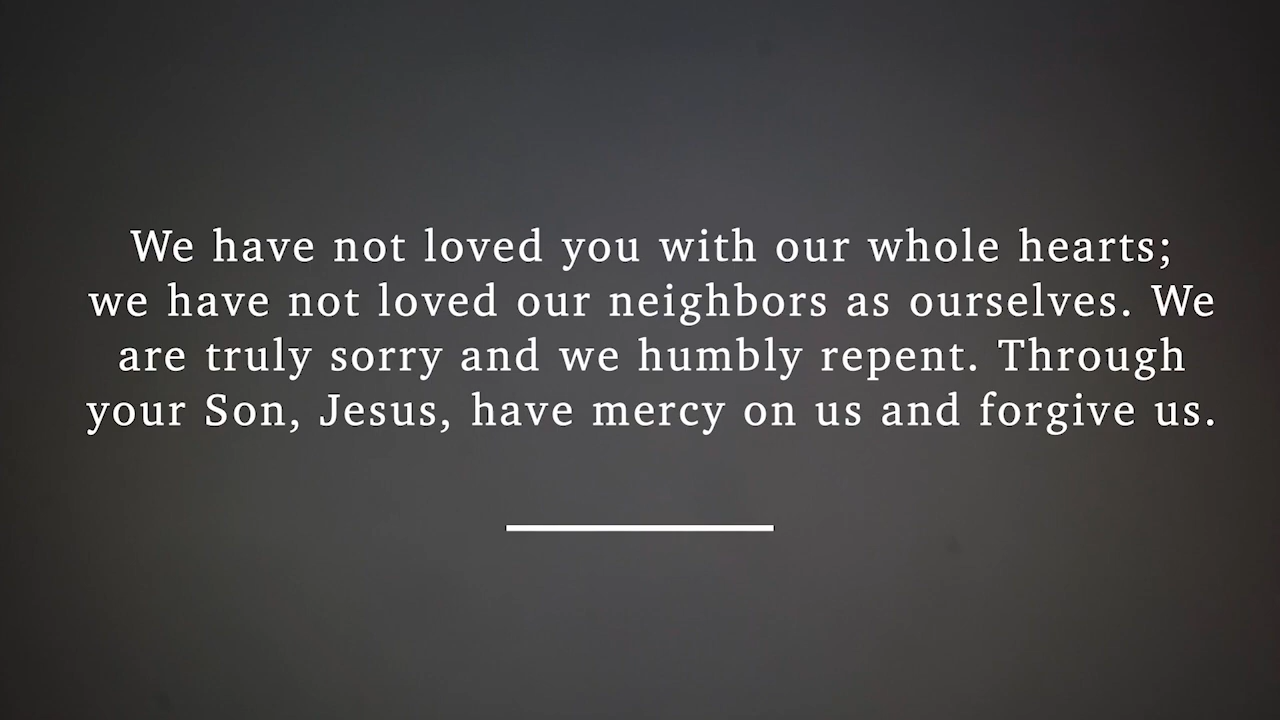 We have not loved you with our whole hearts;
we have not loved our neighbors as ourselves. We
are truly sorry and we humbly repent. Through
your Son, Jesus, have mercy on us and forgive us.